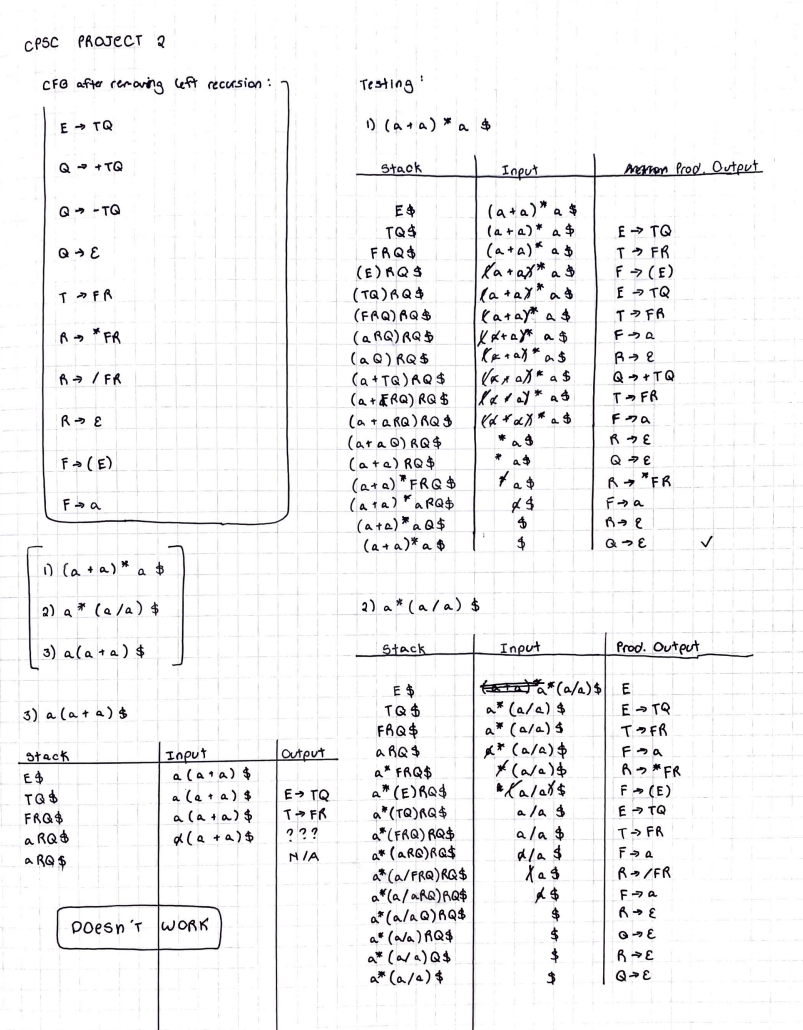 CPSC PROJECT 2
CFG after removing left recursion:
E → TQ
Q → +TQ
Q → -TQ
Q → ε
T → FR
R → *FR
R → /FR
R → ε
F → (E)
F → a
1) (a + a) * a $
2) a * (a/a) $
3) a(a + a) $
3) a(a + a) $
Stack Input Output
E$ a(a+a) $
TQ$ a(a+a) $ E → TQ
FRQ$ a(a+a) $ T → FR
aRQ$ a(a+a) $ ???
aRQ$ N/A
DOESN'T WORK
Testing:
1) (a + a) * a $
Stack Input Prod. Output
E$ (a+a)* a $
TQ$ (a+a)* a $ E → TQ
FRQ$ (a+a)* a $ T → FR
(E)RQ$ (a+a)* a $ F → (E)
(TQ)RQ$ (a+a)* a $ E → TQ
(FRQ)RQ$ (a+a)* a $ T → FR
(aRQ)RQ$ (a+a)* a $ F → a
(aQ)RQ$ (a+a)* a $ R → ε
(a+TQ)RQ$ (a+a)* a $ Q → +TQ
(a+FRQ)RQ$ (a+a)* a $ T → FR
(a+aRQ)RQ$ (a+a)* a $ F → a
(a+aQ)RQ$ * a $ R → ε
(a+a)RQ$ * a $ Q → ε
(a+a)*FRQ$ * a $ R → *FR
(a+a)*aRQ$ a $ F → a
(a+a)*aQ$ $ R → ε
(a+a)*a$ $ Q → ε ✓
2) a*(a/a) $
Stack Input Prod. Output
E$ (a+a)* a*(a/a)$ E
TQ$ a*(a/a)$ E → TQ
FRQ$ a*(a/a)$ T → FR
aRQ$ a*(a/a)$ F → a
a*FRQ$ *(a/a)$ R → *FR
a*(E)RQ$ *(a/a)$ F → (E)
a*(TQ)RQ$ a/a $ E → TQ
a*(FRQ)RQ$ a/a $ T → FR
a*(aRQ)RQ$ a/a $ F → a
a*(a/FRQ)RQ$ /a $ R → /FR
a*(a/aRQ)RQ$ a $ F → a
a*(a/aQ)RQ$ $ R → ε
a*(a/a)RQ$ $ Q → ε
a*(a/a)Q$ $ R → ε
a*(a/a)$ $ Q → ε